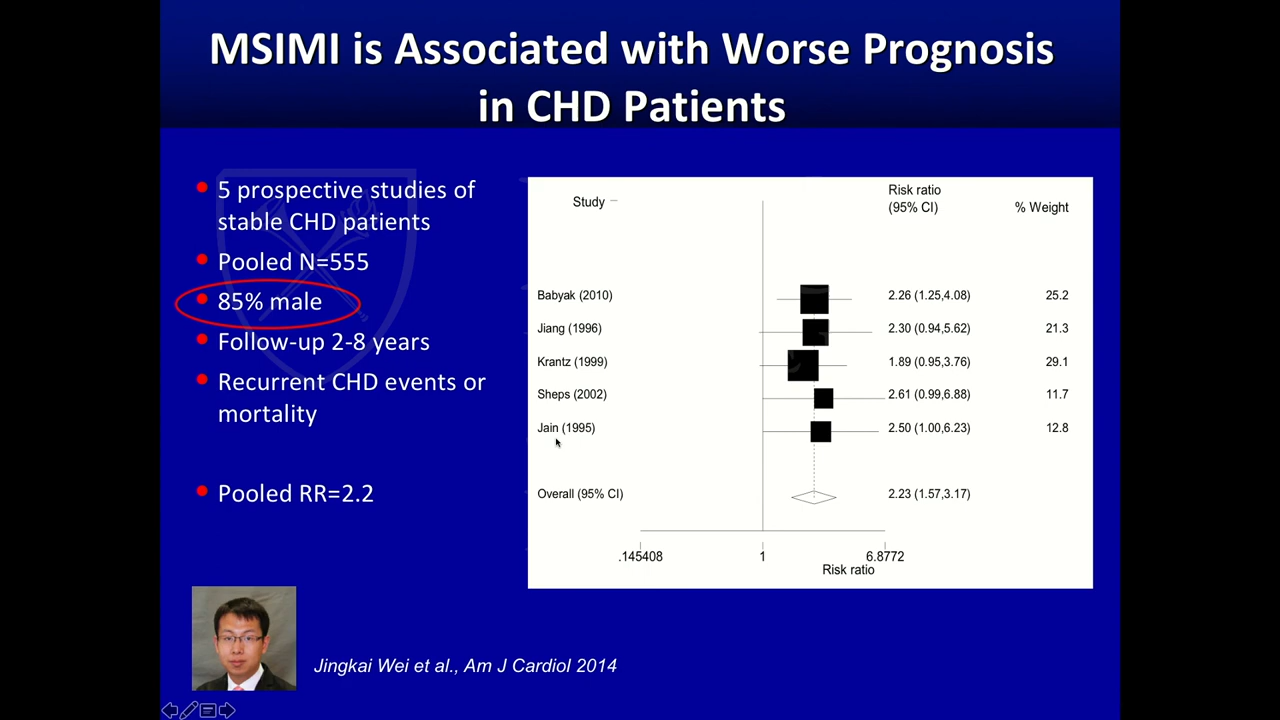 MSIMI is Associated with Worse Prognosis
in CHD Patients
5 prospective studies of
stable CHD patients
Pooled N=555
85% male
Follow-up 2-8 years
Recurrent CHD events or
mortality
Pooled RR=2.2
Study
Risk ratio
(95% CI)
% Weight
Babyak (2010) 2.26 (1.25,4.08) 25.2
Jiang (1996) 2.30 (0.94,5.62) 21.3
Krantz (1999) 1.89 (0.95,3.76) 29.1
Sheps (2002) 2.61 (0.99,6.88) 11.7
Jain (1995) 2.50 (1.00,6.23) 12.8
Overall (95% CI) 2.23 (1.57,3.17)
.145408 1 6.8772
Risk ratio
Jingkai Wei et al., Am J Cardiol 2014